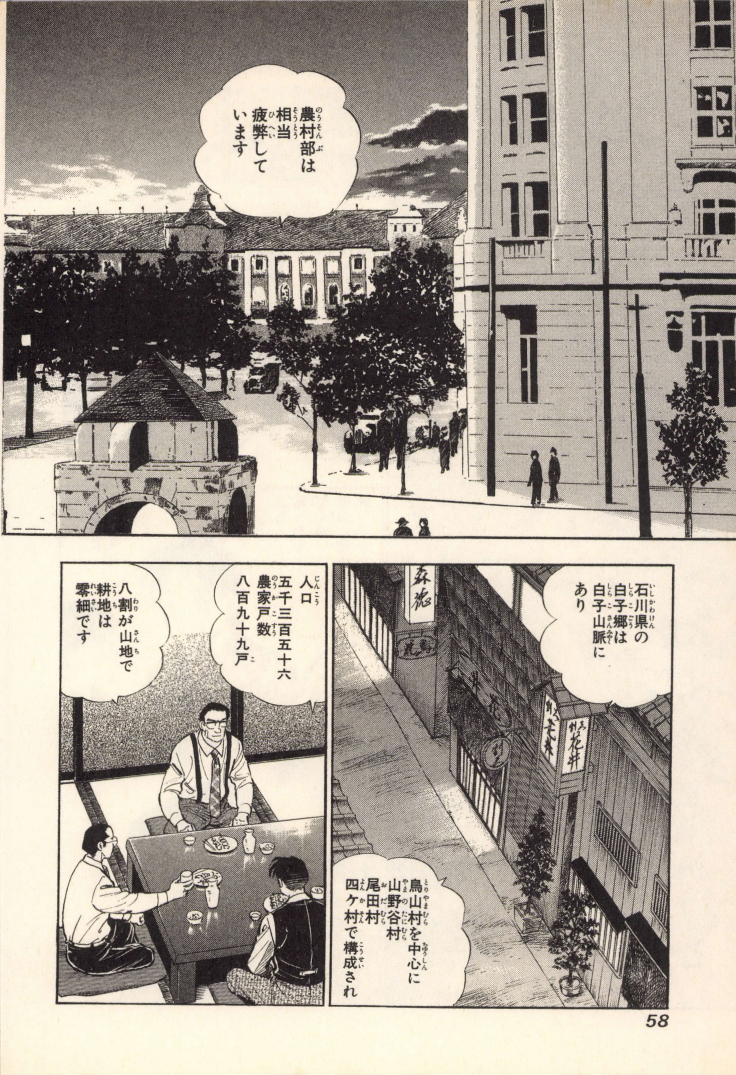 農村部は
相当
疲弊して
います
石川県の
白子郷は
白子山脈に
あり
鳥山村を中心に
山野谷村
尾田村
四ケ村で構成され
人口
五千三百五十六
農家戸数
八百九十九戸
八割が山地で
耕地は
零細です
58